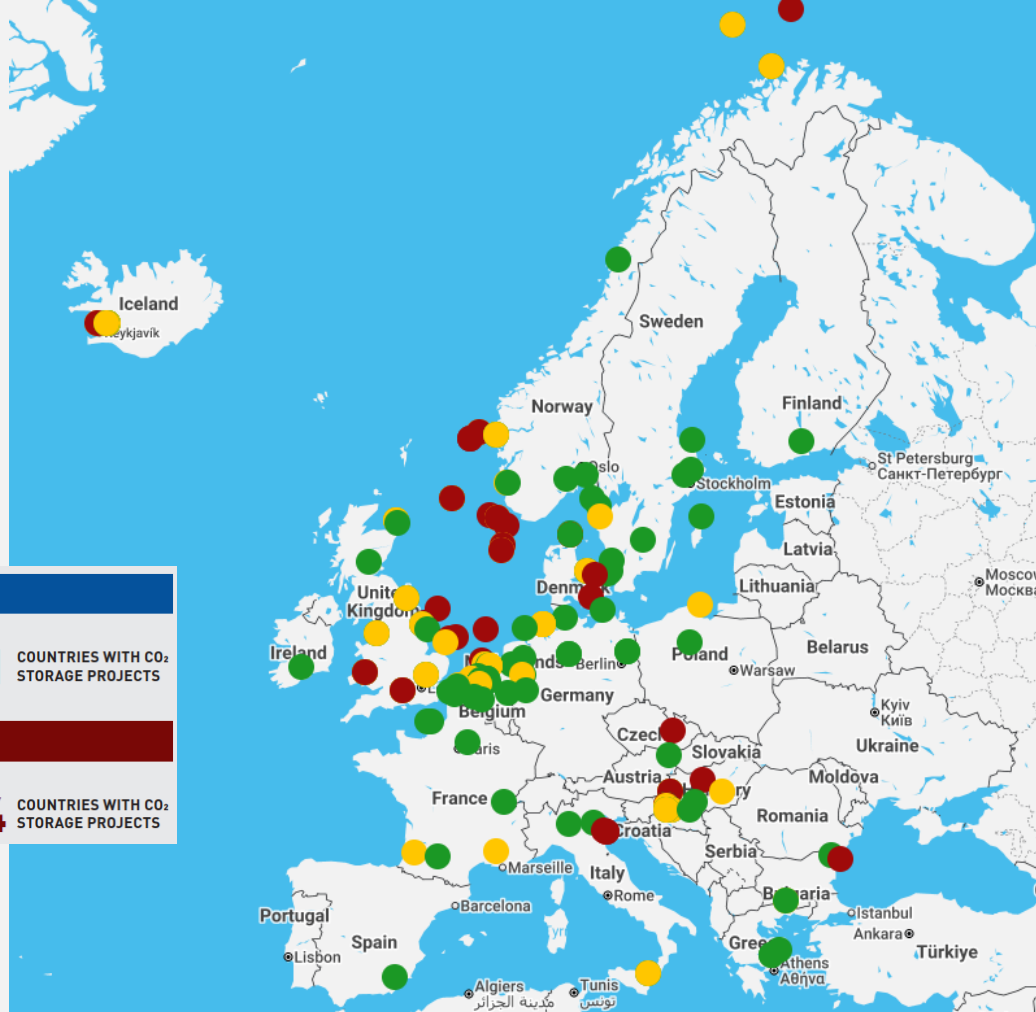 Iceland
Reykjavík
Sweden
Norway
Finland
Oslo
St Petersburg
Санкт-Петербург
Stockholm
Estonia
Latvia
Moscow
Москва
Lithuania
United
Kingdom
Denmark
Ireland
Belarus
Berlin
Poland
Warsaw
COUNTRIES WITH CO₂
STORAGE PROJECTS
Germany
Belgium
Kyiv
Київ
Czech
Paris
Slovakia
Ukraine
Austria
Moldova
Hungary
France
Romania
Croatia
COUNTRIES WITH CO₂
STORAGE PROJECTS
Serbia
Marseille
Italy
Rome
Bulgaria
Barcelona
Portugal
Istanbul
Ankara
Spain
Greece
Türkiye
Lisbon
Athens
Αθήνα
Algiers
مدينة الجزائر
Tunis
تونس